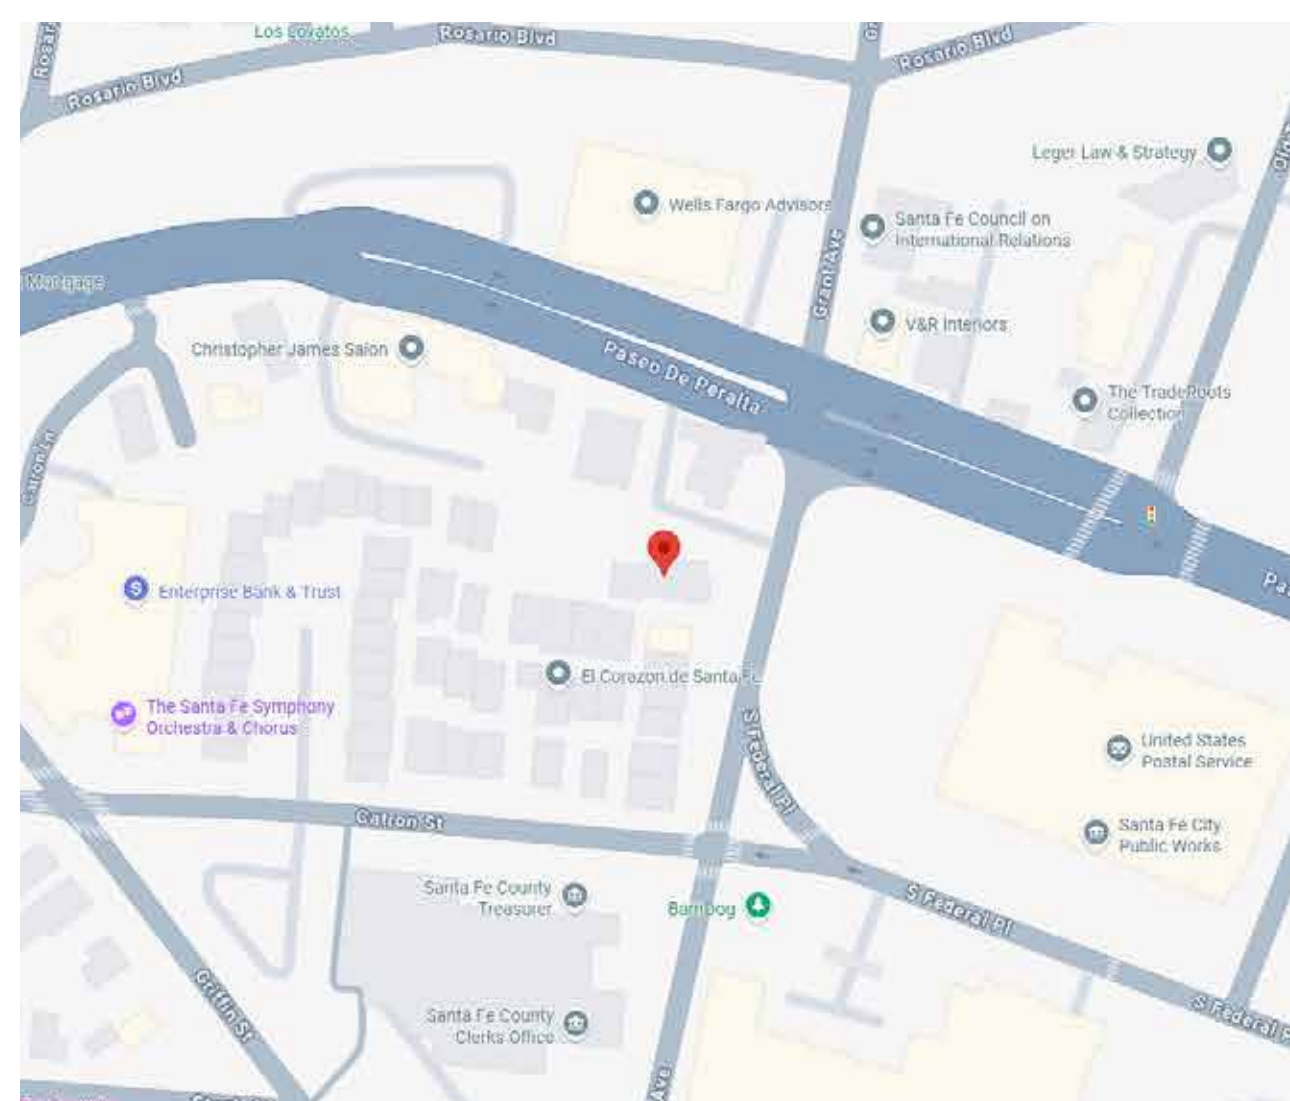 Los Lovatos
Rosario Blvd
Rosario Blvd
Rosario Blvd
Leger Law & Strategy
Wells Fargo Advisors
Santa Fe Council on
International Relations
Grant Ave
Mortgage
V&R Interiors
Christopher James Salon
Paseo De Peralta
The TradeRoots
Collection
Catron Ln
Enterprise Bank & Trust
El Corazon de Santa Fe
The Santa Fe Symphony
Orchestra & Chorus
S Federal Pl
United States
Postal Service
Catron St
Santa Fe City
Public Works
Santa Fe County
Treasurer
Bambog
S Federal Pl
Griffin St
Santa Fe County
Clerks Office
S Federal P
Ave